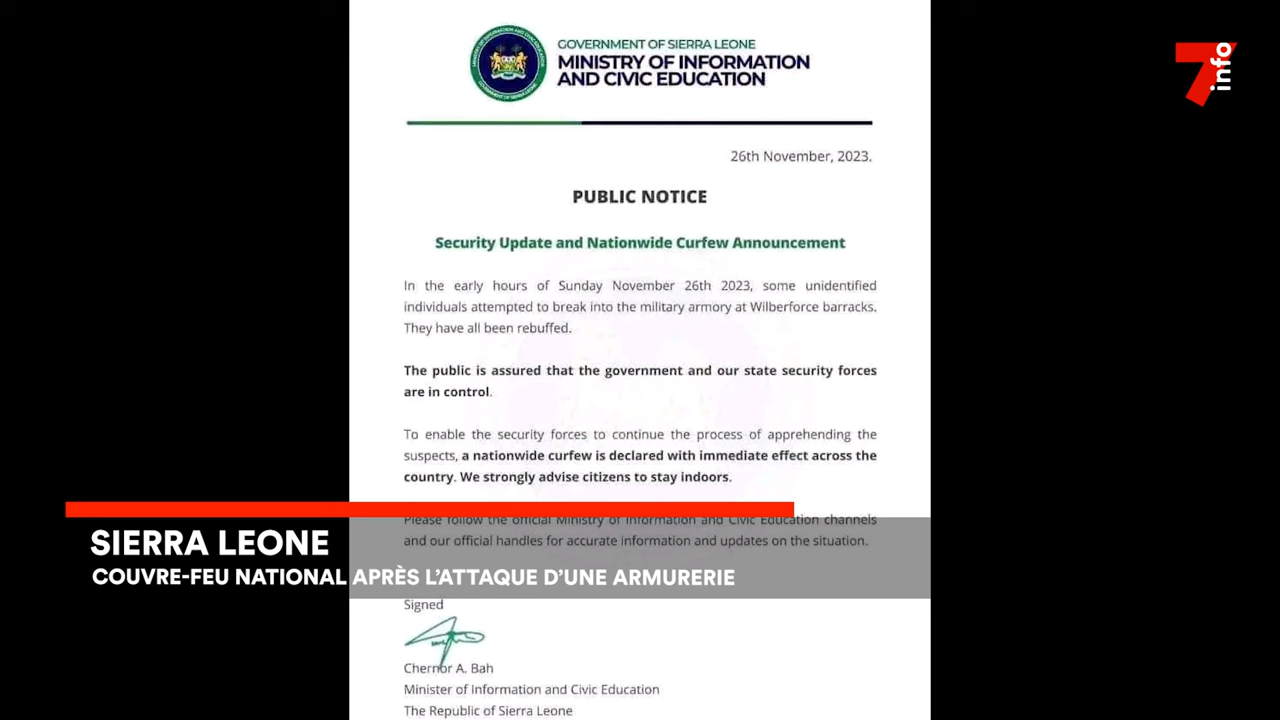 GOVERNMENT OF SIERRA LEONE
MINISTRY OF INFORMATION
AND CIVIC EDUCATION
7
info
26th November, 2023.
PUBLIC NOTICE
Security Update and Nationwide Curfew Announcement
In the early hours of Sunday November 26th 2023, some unidentified
individuals attempted to break into the military armory at Wilberforce barracks.
They have all been rebuffed.
The public is assured that the government and our state security forces
are in control.
To enable the security forces to continue the process of apprehending the
suspects, a nationwide curfew is declared with immediate effect across the
country. We strongly advise citizens to stay indoors.
Please follow the official Ministry of Information and Civic Education channels
and our official handles for accurate information and updates on the situation.
SIERRA LEONE
COUVRE-FEU NATIONAL APRÈS L'ATTAQUE D'UNE ARMURERIE
Signed
Chernor A. Bah
Minister of Information and Civic Education
The Republic of Sierra Leone